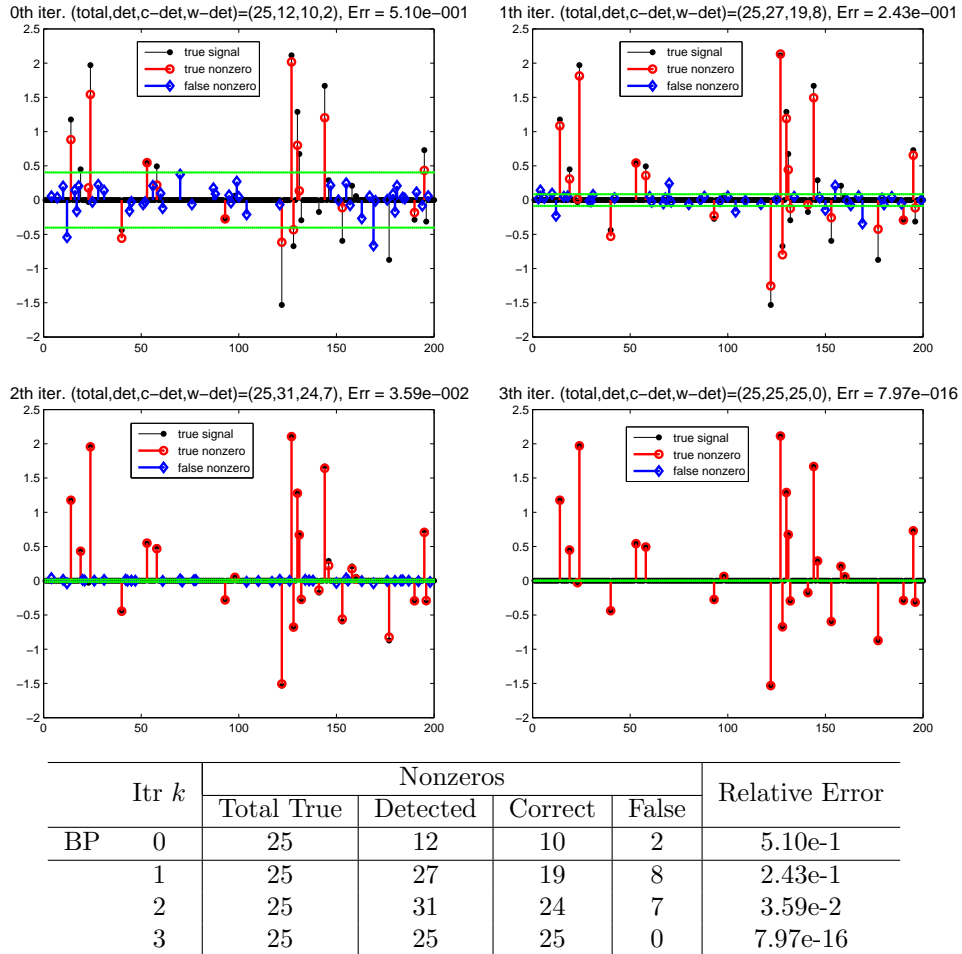 0th iter. (total,det,c−det,w−det)=(25,12,10,2), Err = 5.10e−001
2.5
2
1.5
1
0.5
0
−0.5
−1
−1.5
−2
0 50 100 150 200
true signal
true nonzero
false nonzero
1th iter. (total,det,c−det,w−det)=(25,27,19,8), Err = 2.43e−001
2.5
2
1.5
1
0.5
0
−0.5
−1
−1.5
−2
0 50 100 150 200
true signal
true nonzero
false nonzero
2th iter. (total,det,c−det,w−det)=(25,31,24,7), Err = 3.59e−002
2.5
2
1.5
1
0.5
0
−0.5
−1
−1.5
−2
0 50 100 150 200
true signal
true nonzero
false nonzero
3th iter. (total,det,c−det,w−det)=(25,25,25,0), Err = 7.97e−016
2.5
2
1.5
1
0.5
0
−0.5
−1
−1.5
−2
0 50 100 150 200
true signal
true nonzero
false nonzero
Itr k Nonzeros Relative Error
Total True Detected Correct False
BP 0 25 12 10 2 5.10e-1
1 25 27 19 8 2.43e-1
2 25 31 24 7 3.59e-2
3 25 25 25 0 7.97e-16